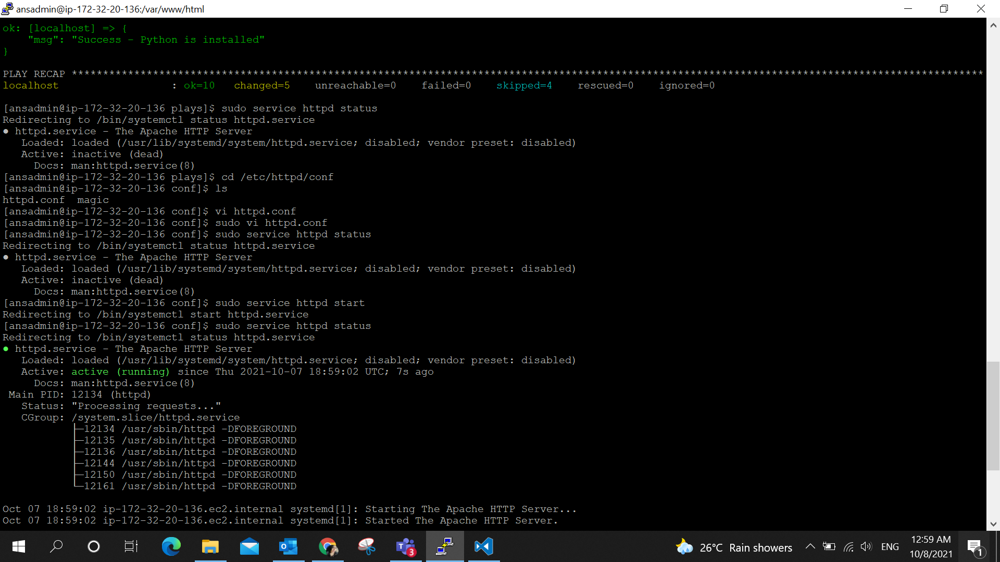 ansadmin@ip-172-32-20-136:/var/www/html
ok: [localhost] => {
    "msg": "Success - Python is installed"
}
PLAY RECAP **************************************************************************************************************************************************
localhost                  : ok=10   changed=5    unreachable=0    failed=0    skipped=4    rescued=0    ignored=0
[ansadmin@ip-172-32-20-136 plays]$ sudo service httpd status
Redirecting to /bin/systemctl status httpd.service
● httpd.service - The Apache HTTP Server
   Loaded: loaded (/usr/lib/systemd/system/httpd.service; disabled; vendor preset: disabled)
   Active: inactive (dead)
     Docs: man:httpd.service(8)
[ansadmin@ip-172-32-20-136 plays]$ cd /etc/httpd/conf
[ansadmin@ip-172-32-20-136 conf]$ ls
httpd.conf  magic
[ansadmin@ip-172-32-20-136 conf]$ vi httpd.conf
[ansadmin@ip-172-32-20-136 conf]$ sudo vi httpd.conf
[ansadmin@ip-172-32-20-136 conf]$ sudo service httpd status
Redirecting to /bin/systemctl status httpd.service
● httpd.service - The Apache HTTP Server
   Loaded: loaded (/usr/lib/systemd/system/httpd.service; disabled; vendor preset: disabled)
   Active: inactive (dead)
     Docs: man:httpd.service(8)
[ansadmin@ip-172-32-20-136 conf]$ sudo service httpd start
Redirecting to /bin/systemctl start httpd.service
[ansadmin@ip-172-32-20-136 conf]$ sudo service httpd status
Redirecting to /bin/systemctl status httpd.service
● httpd.service - The Apache HTTP Server
   Loaded: loaded (/usr/lib/systemd/system/httpd.service; disabled; vendor preset: disabled)
   Active: active (running) since Thu 2021-10-07 18:59:02 UTC; 7s ago
     Docs: man:httpd.service(8)
 Main PID: 12134 (httpd)
   Status: "Processing requests..."
   CGroup: /system.slice/httpd.service
           ├─12134 /usr/sbin/httpd -DFOREGROUND
           ├─12135 /usr/sbin/httpd -DFOREGROUND
           ├─12136 /usr/sbin/httpd -DFOREGROUND
           ├─12144 /usr/sbin/httpd -DFOREGROUND
           ├─12150 /usr/sbin/httpd -DFOREGROUND
           └─12161 /usr/sbin/httpd -DFOREGROUND
Oct 07 18:59:02 ip-172-32-20-136.ec2.internal systemd[1]: Starting The Apache HTTP Server...
Oct 07 18:59:02 ip-172-32-20-136.ec2.internal systemd[1]: Started The Apache HTTP Server.
26°C Rain showers
ENG
12:59 AM
10/8/2021
1
3